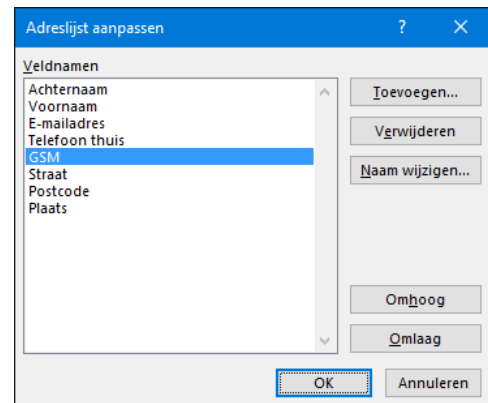 Adreslijst aanpassen
Veldnamen
Achternaam
Voornaam
E-mailadres
Telefoon thuis
GSM
Straat
Postcode
Plaats
Toevoegen...
Verwijderen
Naam wijzigen...
Omhoog
Omlaag
OK
Annuleren